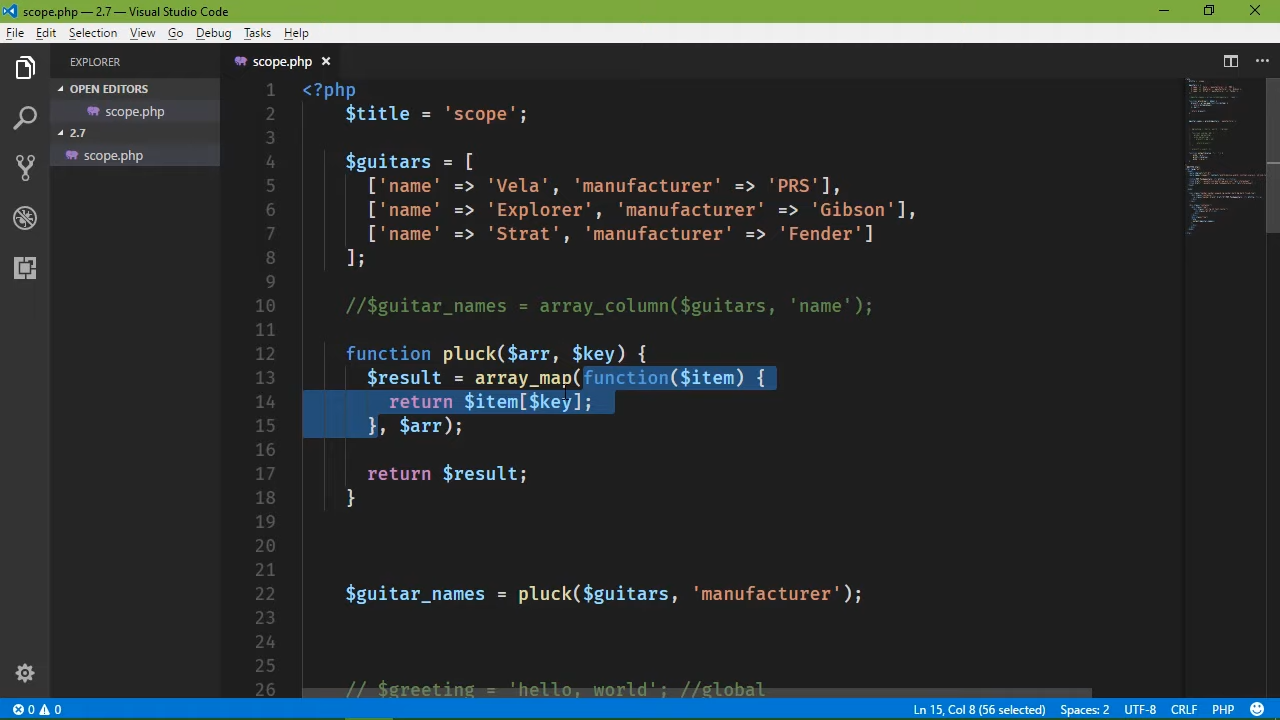 scope.php — 2.7 — Visual Studio Code
File Edit Selection View Go Debug Tasks Help
EXPLORER
OPEN EDITORS
scope.php
2.7
scope.php
scope.php ×
1 <?php
2 $title = 'scope';
3
4 $guitars = [
5 ['name' => 'Vela', 'manufacturer' => 'PRS'],
6 ['name' => 'Explorer', 'manufacturer' => 'Gibson'],
7 ['name' => 'Strat', 'manufacturer' => 'Fender']
8 ];
9
10 //$guitar_names = array_column($guitars, 'name');
11
12 function pluck($arr, $key) {
13 $result = array_map(function($item) {
14 return $item[$key];
15 }, $arr);
16
17 return $result;
18 }
19
20
21
22 $guitar_names = pluck($guitars, 'manufacturer');
23
24
25
26 // $greeting = 'hello, world'; //global
0 0 Ln 15, Col 8 (56 selected) Spaces: 2 UTF-8 CRLF PHP